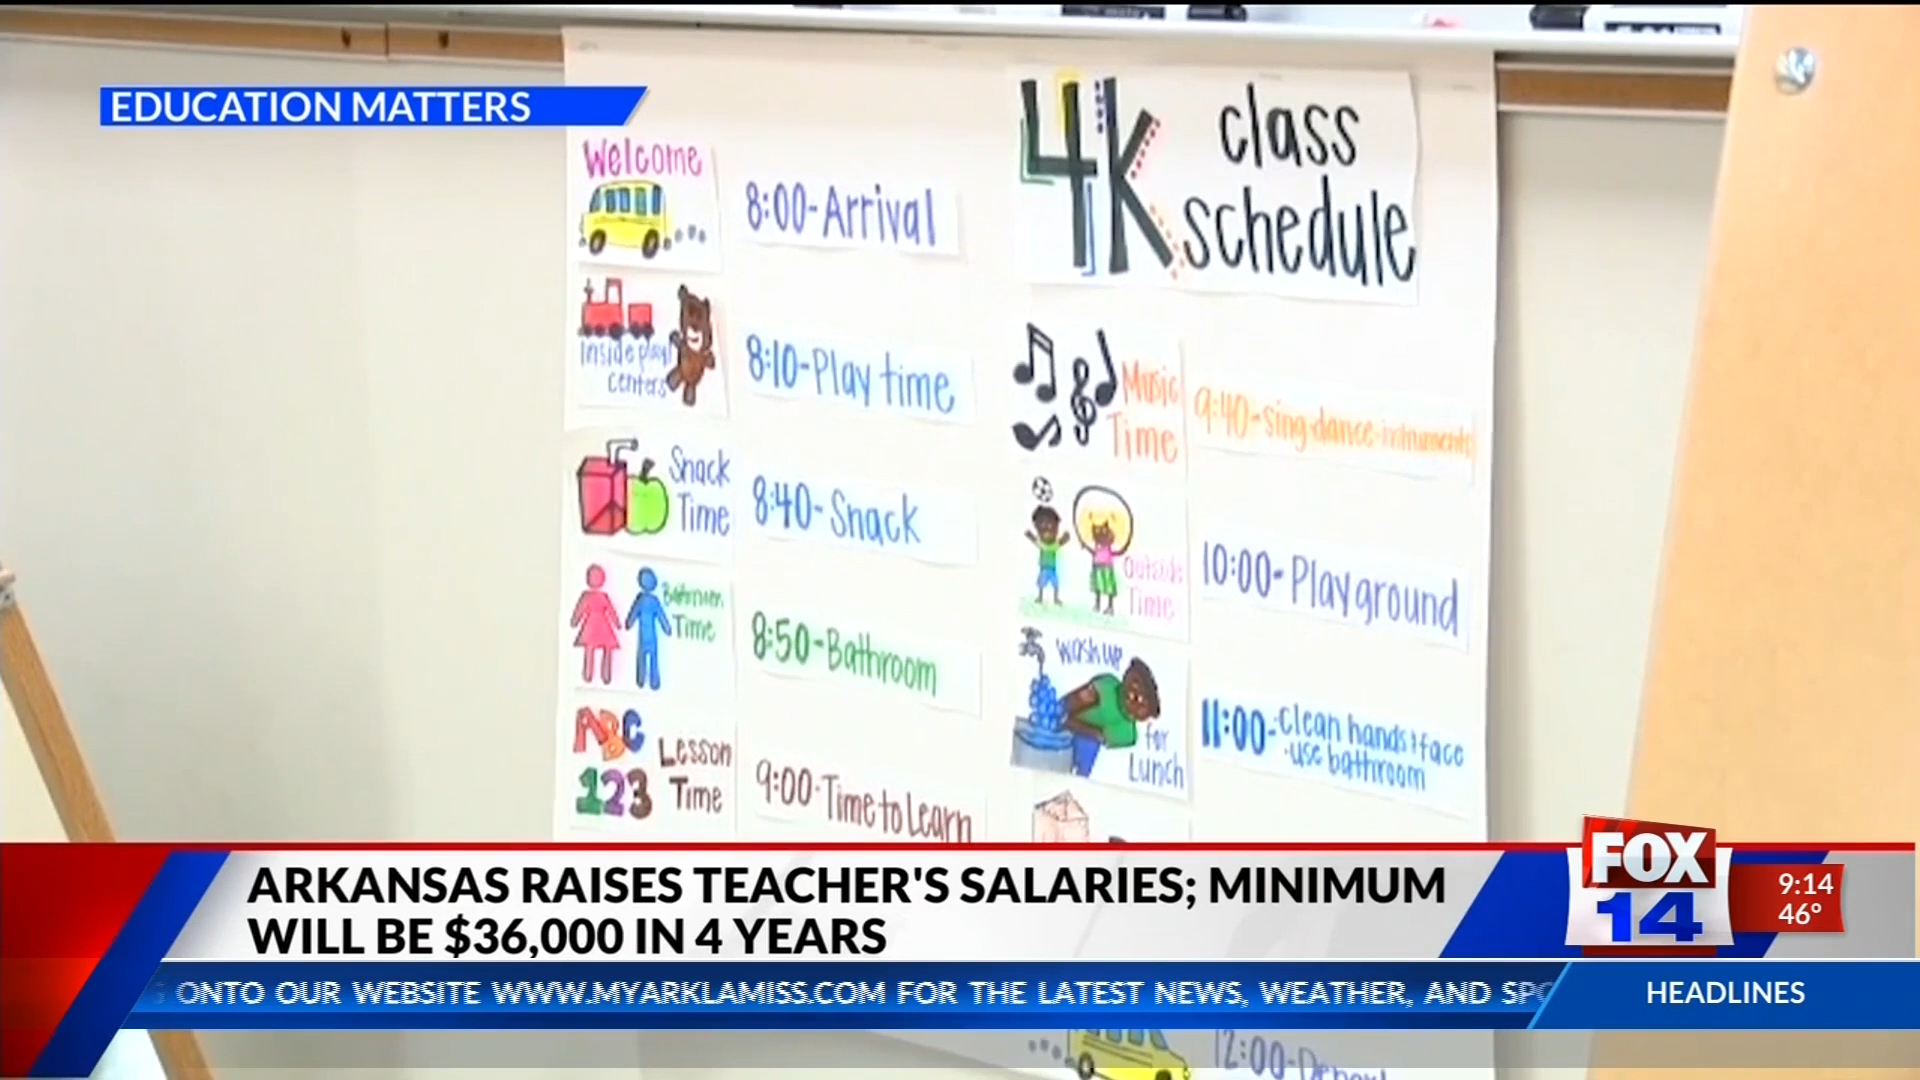 EDUCATION MATTERS
Welcome
8:00-Arrival
Inside play
centers
8:10-Play time
Snack
Time
8:40-Snack
Bathroom
Time
8:50-Bathroom
ABC
123
Lesson
Time
9:00-Time to Learn
4K class
schedule
Music
Time
9:40-sing-dance-intruments
Outside
Time
10:00-Playground
wash up
for
Lunch
11:00-clean hands & face
-use bathroom
12:00-Depart
ARKANSAS RAISES TEACHER'S SALARIES; MINIMUM
WILL BE $36,000 IN 4 YEARS
FOX
14
9:14
46°
ONTO OUR WEBSITE WWW.MYARKLAMISS.COM FOR THE LATEST NEWS, WEATHER, AND
HEADLINES